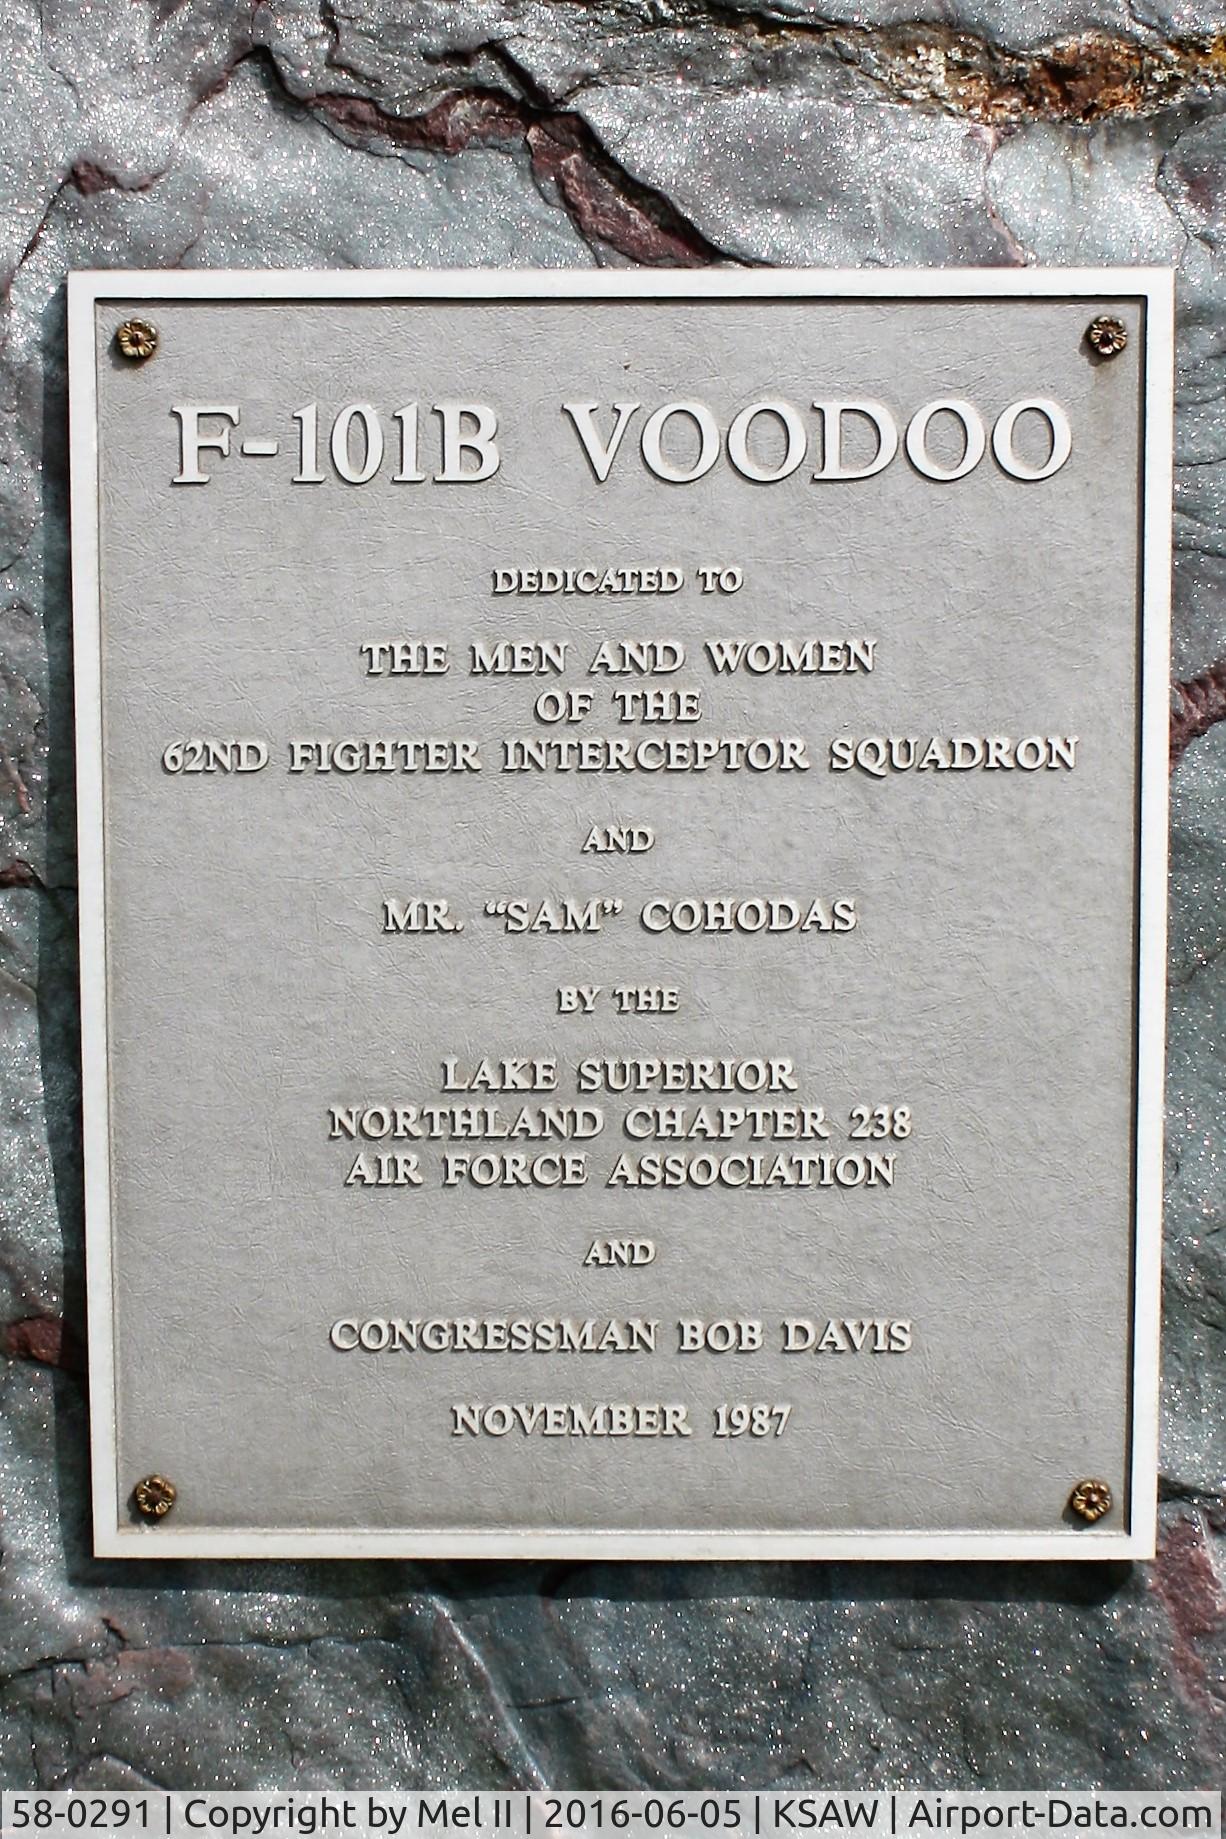 F-101B VOODOO
DEDICATED TO
THE MEN AND WOMEN
OF THE
62ND FIGHTER INTERCEPTOR SQUADRON
AND
MR. “SAM” COHODAS
BY THE
LAKE SUPERIOR
NORTHLAND CHAPTER 238
AIR FORCE ASSOCIATION
AND
CONGRESSMAN BOB DAVIS
NOVEMBER 1987
58-0291 | Copyright by Mel II | 2016-06-05 | KSAW | Airport-Data.com